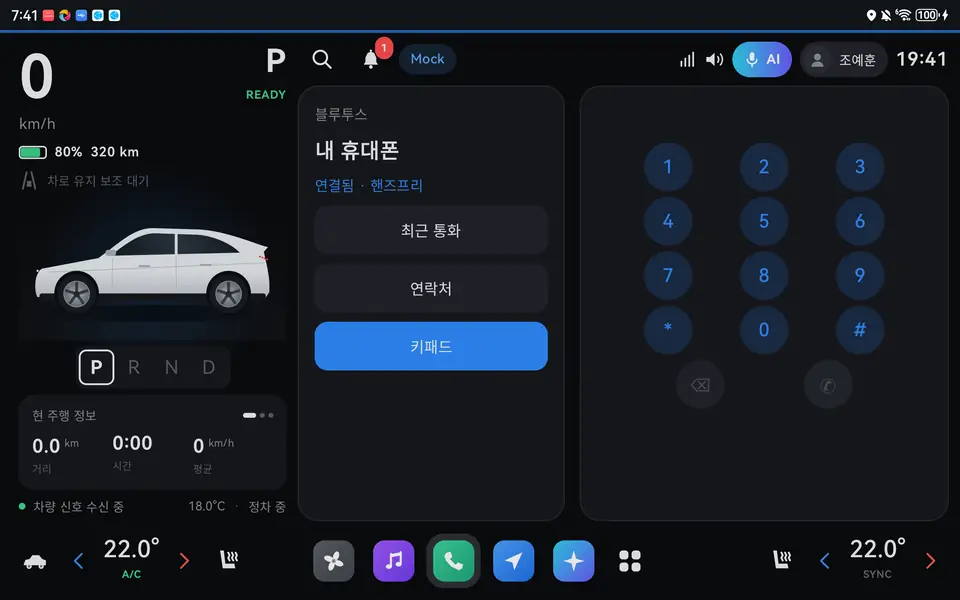 7:41
100
0
P
READY
km/h
80% 320 km
차로 유지 보조 대기
P R N D
현 주행 정보
0.0 km
거리
0:00
시간
0 km/h
평균
차량 신호 수신 중
18.0°C · 정차 중
1
Mock
AI
조예훈
19:41
블루투스
내 휴대폰
연결됨 · 핸즈프리
최근 통화
연락처
키패드
1 2 3
4 5 6
7 8 9
* 0 #
22.0°
A/C
22.0°
SYNC